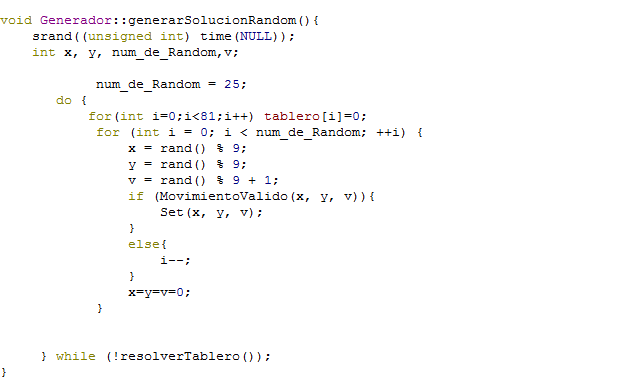 void Generador::generarSolucionRandom(){
srand((unsigned int) time(NULL));
int x, y, num_de_Random,v;
num_de_Random = 25;
do {
for(int i=0;i<81;i++) tablero[i]=0;
for (int i = 0; i < num_de_Random; ++i) {
x = rand() % 9;
y = rand() % 9;
v = rand() % 9 + 1;
if (MovimientoValido(x, y, v)){
Set(x, y, v);
}
else{
i--;
}
x=y=v=0;
}
} while (!resolverTablero());
}